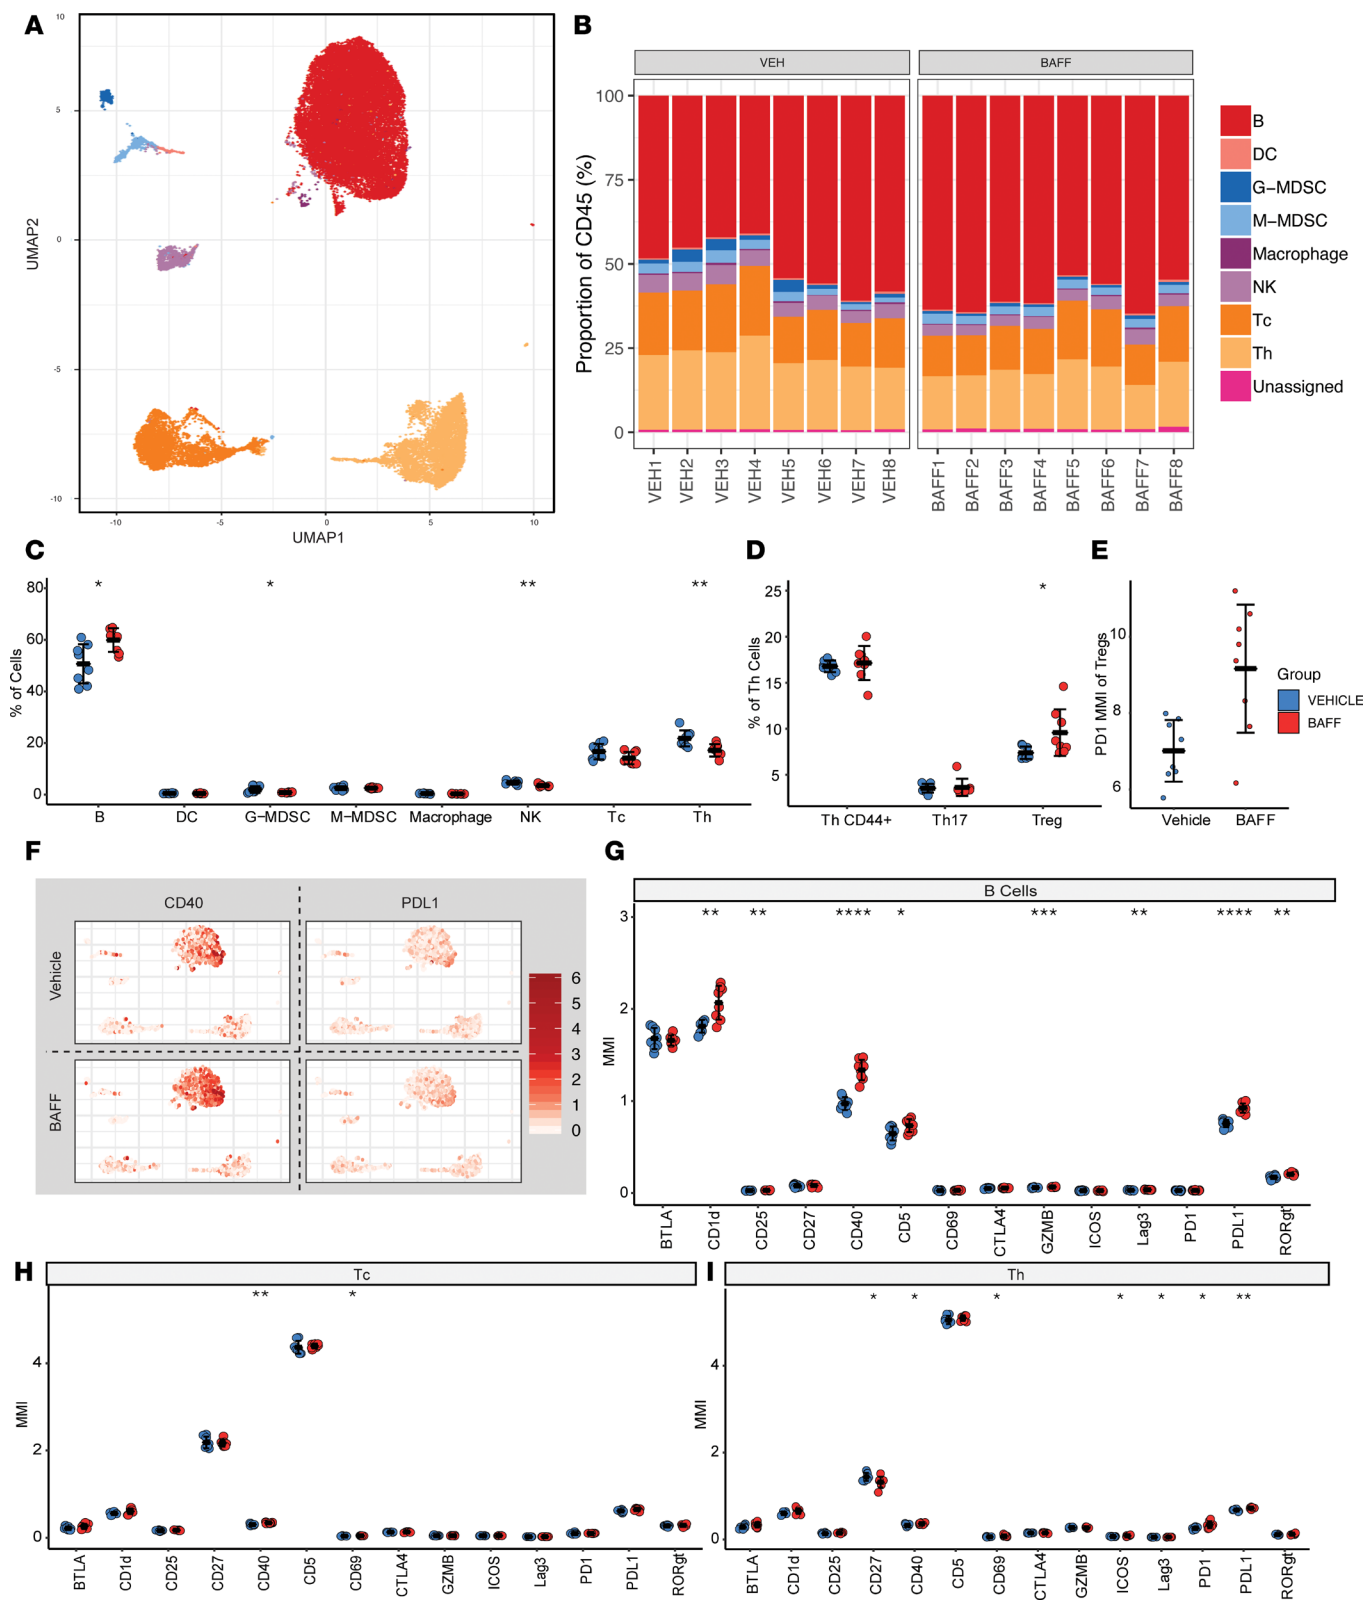 A
10
5
0
-5
-10
UMAP2
-10
-5
0
5
10
UMAP1
B
VEH
BAFF
Proportion of CD45 (%)
100
75
50
25
0
VEH1
VEH2
VEH3
VEH4
VEH5
VEH6
VEH7
VEH8
BAFF1
BAFF2
BAFF3
BAFF4
BAFF5
BAFF6
BAFF7
BAFF8
B
DC
G-MDSC
M-MDSC
Macrophage
NK
Tc
Th
Unassigned
C
% of Cells
80
60
40
20
0
*
*
**
**
B
DC
G-MDSC
M-MDSC
Macrophage
NK
Tc
Th
D
% of Th Cells
25
20
15
10
5
*
Th CD44+
Th17
Treg
E
PD1 MMI of Tregs
10
8
6
Vehicle
BAFF
Group
VEHICLE
BAFF
F
CD40
PDL1
Vehicle
BAFF
6
5
4
3
2
1
0
G
B Cells
MMI
3
2
1
0
**
**
****
*
***
**
****
**
BTLA
CD1d
CD25
CD27
CD40
CD5
CD69
CTLA4
GZMB
ICOS
Lag3
PD1
PDL1
RORgt
H
Tc
MMI
4
2
0
**
*
BTLA
CD1d
CD25
CD27
CD40
CD5
CD69
CTLA4
GZMB
ICOS
Lag3
PD1
PDL1
RORgt
I
Th
MMI
4
2
0
*
*
*
*
*
*
**
BTLA
CD1d
CD25
CD27
CD40
CD5
CD69
CTLA4
GZMB
ICOS
Lag3
PD1
PDL1
RORgt